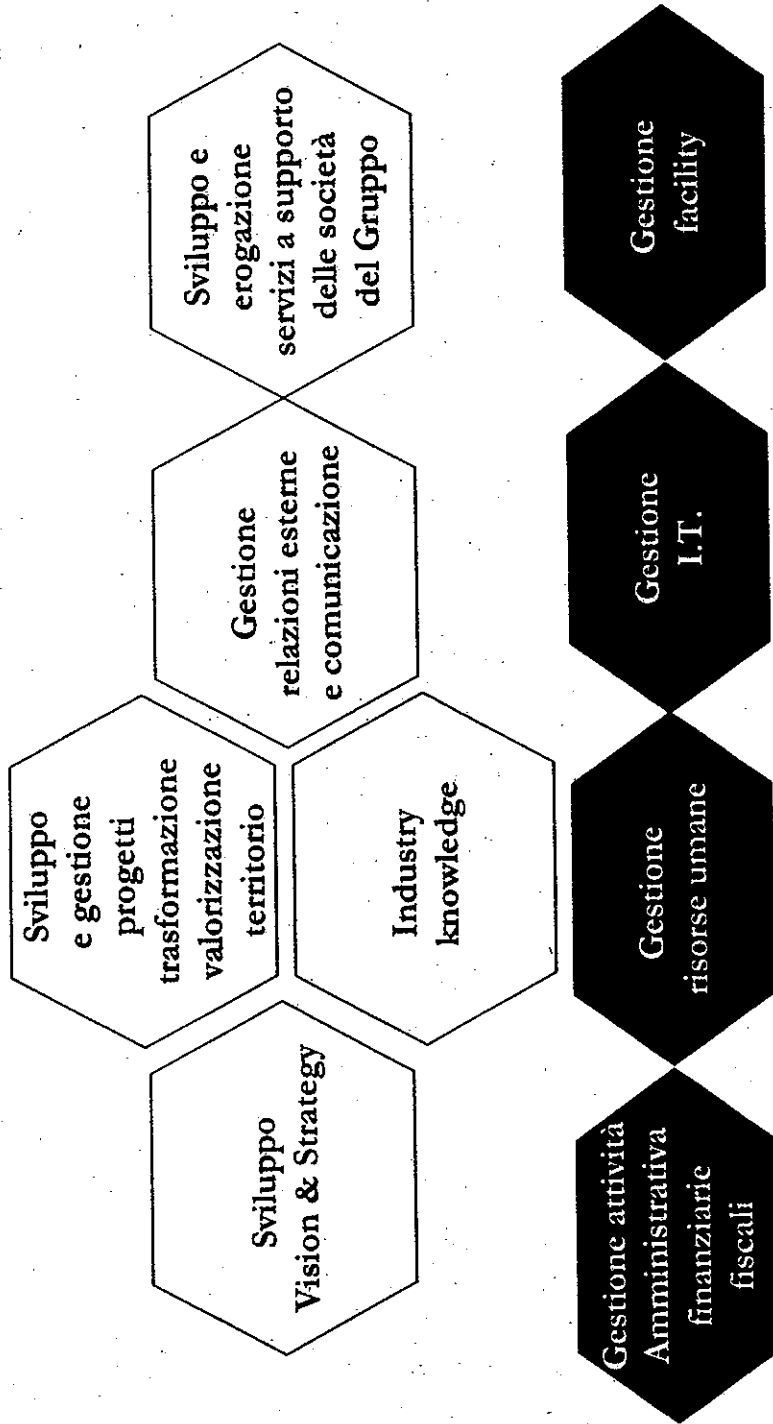 Sviluppo
Vision & Strategy
Sviluppo
e gestione
progetti
trasformazione
valorizzazione
territorio
Industry
knowledge
Gestione
relazioni esterne
e comunicazione
Sviluppo e
erogazione
servizi a supporto
delle società
del Gruppo
Gestione attività
Amministrativa
finanziarie
fiscali
Gestione
risorse umane
Gestione
I.T.
Gestione
facility